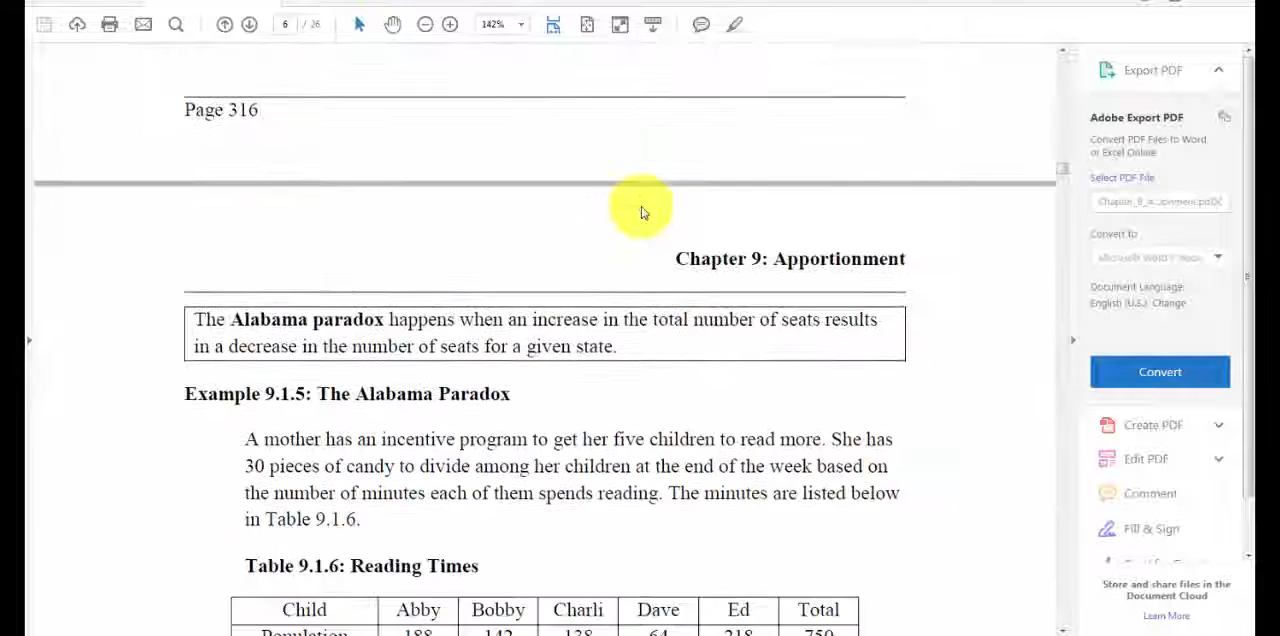 6 / 26
142%
Page 316
Chapter 9: Apportionment
The Alabama paradox happens when an increase in the total number of seats results
in a decrease in the number of seats for a given state.
Example 9.1.5: The Alabama Paradox
A mother has an incentive program to get her five children to read more. She has
30 pieces of candy to divide among her children at the end of the week based on
the number of minutes each of them spends reading. The minutes are listed below
in Table 9.1.6.
Table 9.1.6: Reading Times
Child Abby Bobby Charli Dave Ed Total
Population 188 142 138 64 218 750
Export PDF
Adobe Export PDF
Convert PDF Files to Word
or Excel Online
Select PDF File
Convert to
Document Language:
English (U.S.) Change
Convert
Create PDF
Edit PDF
Comment
Fill & Sign
Store and share files in the
Document Cloud
Learn More